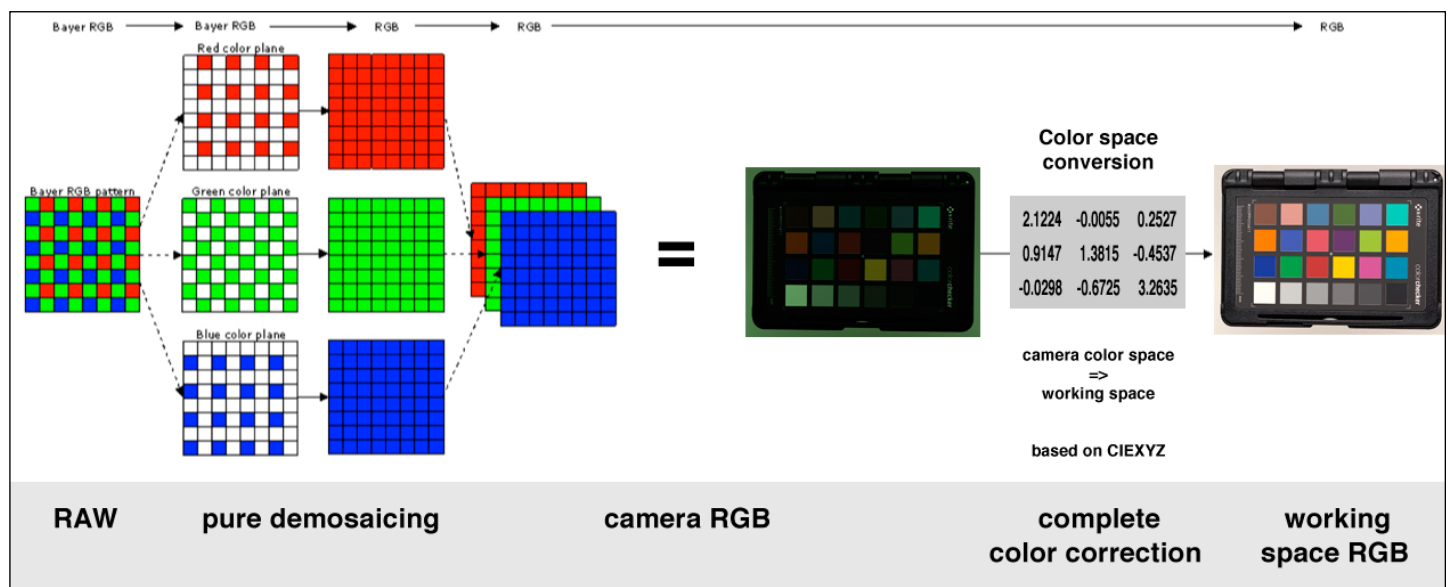 Bayer RGB
Bayer RGB
RGB
RGB
RGB
Red color plane
Bayer RGB pattern
Green color plane
Blue color plane
Color space
conversion
2.1224 -0.0055 0.2527
0.9147 1.3815 -0.4537
-0.0298 -0.6725 3.2635
=
camera color space
=>
working space
based on CIEXYZ
x-rite
colorchecker
RAW
pure demosaicing
camera RGB
complete
color correction
working
space RGB